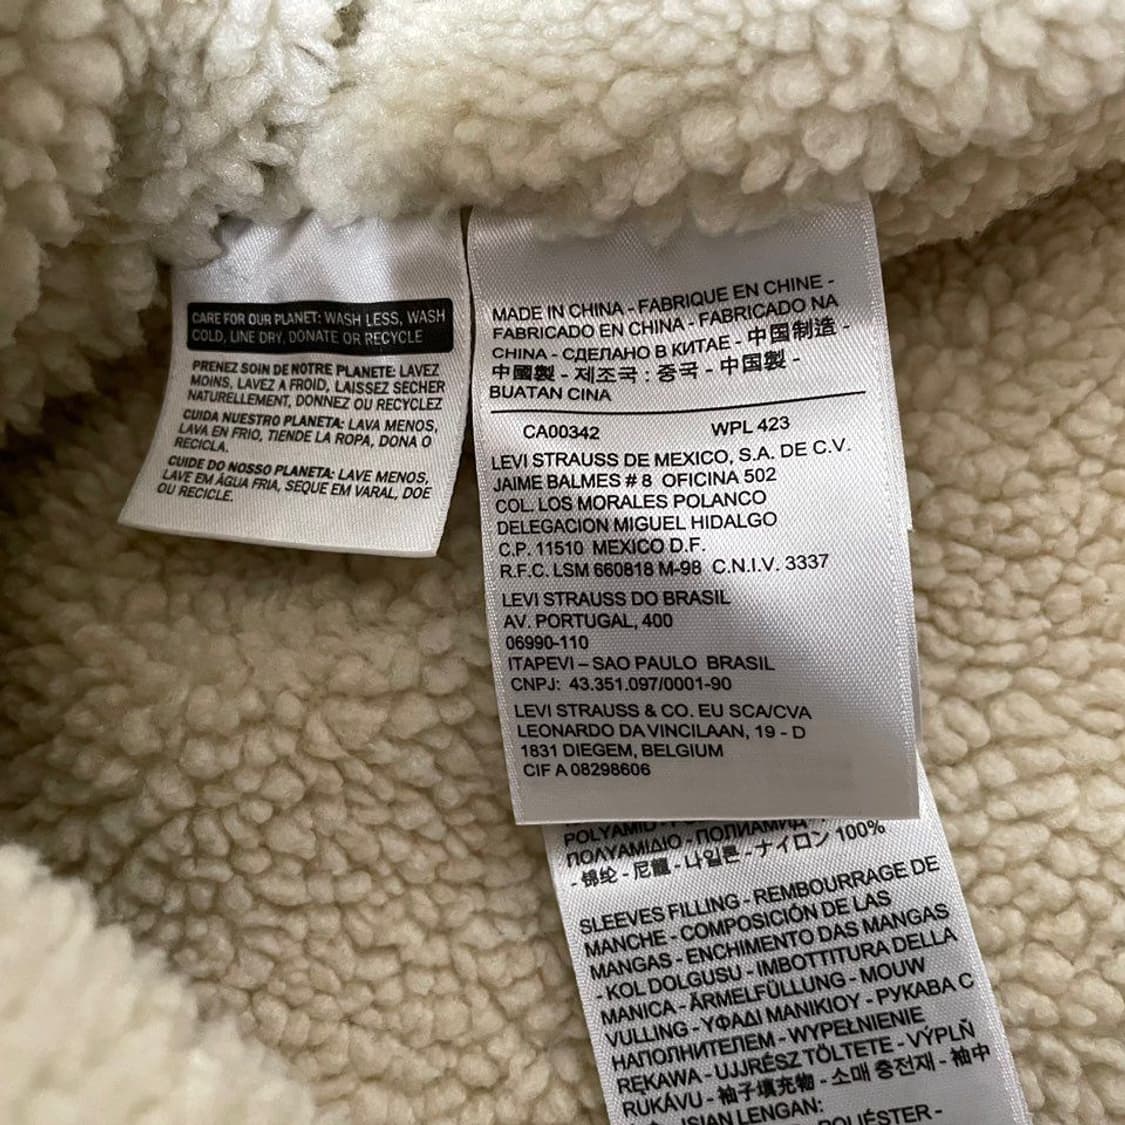 CARE FOR OUR PLANET: WASH LESS, WASH
COLD, LINE DRY, DONATE OR RECYCLE
PRENEZ SOIN DE NOTRE PLANETE: LAVEZ
MOINS, LAVEZ A FROID, LAISSEZ SÉCHER
NATURELLEMENT, DONNEZ OU RECYCLEZ
CUIDA NUESTRO PLANETA: LAVA MENOS,
LAVA EN FRIO, TIENDE LA ROPA, DONA O
RECICLA.
CUIDE DO NOSSO PLANETA: LAVE MENOS,
LAVE EM ÁGUA FRIA, SEQUE EM VARAL, DOE
OU RECICLE.
MADE IN CHINA - FABRIQUE EN CHINE -
FABRICADO EN CHINA - FABRICADO NA
CHINA - СДЕЛАНО В КИТАЕ - 中国制造 -
中國製 - 제조국 : 중국 - 中国製 -
BUATAN CINA
CA00342 WPL 423
LEVI STRAUSS DE MEXICO, S.A. DE C.V.
JAIME BALMES # 8 OFICINA 502
COL. LOS MORALES POLANCO
DELEGACION MIGUEL HIDALGO
C.P. 11510 MEXICO D.F.
R.F.C. LSM 660818 M-98 C.N.I.V. 3337
LEVI STRAUSS DO BRASIL
AV. PORTUGAL, 400
06990-110
ITAPEVI – SAO PAULO BRASIL
CNPJ: 43.351.097/0001-90
LEVI STRAUSS & CO. EU SCA/CVA
LEONARDO DA VINCILAAN, 19 - D
1831 DIEGEM, BELGIUM
CIF A 08298606
POLYAMID -
ΠΟΛΥΑΜΙΔΙΟ - ПОЛИАМИД -
- 锦纶 - 尼龍 - 나일론 - ナイロン 100%
SLEEVES FILLING - REMBOURRAGE DE
MANCHE - COMPOSICIÓN DE LAS
MANGAS - ENCHIMENTO DAS MANGAS
- KOL DOLGUSU - IMBOTTITURA DELLA
MANICA - ÄRMELFÜLLUNG - MOUW
VULLING - ΥΦΑΔΙ ΜΑΝΙΚΙΟΥ - РУКАВА С
НАПОЛНИТЕЛЕМ - WYPEŁNIENIE
RĘKAWA - UJJRÉSZ TÖLTETE - VÝPLŇ
RUKÁVU - 袖子填充物 - 소매 충전재 - 袖中
ISIAN LENGAN:
POLIÉSTER -